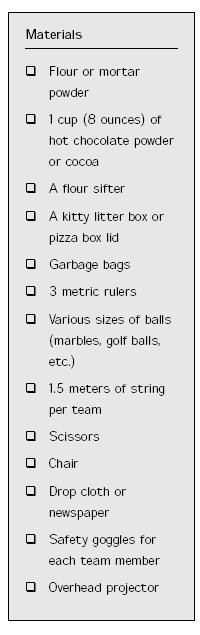 Materials
❑ Flour or mortar
powder
❑ 1 cup (8 ounces) of
hot chocolate powder
or cocoa
❑ A flour sifter
❑ A kitty litter box or
pizza box lid
❑ Garbage bags
❑ 3 metric rulers
❑ Various sizes of balls
(marbles, golf balls,
etc.)
❑ 1.5 meters of string
per team
❑ Scissors
❑ Chair
❑ Drop cloth or
newspaper
❑ Safety goggles for
each team member
❑ Overhead projector